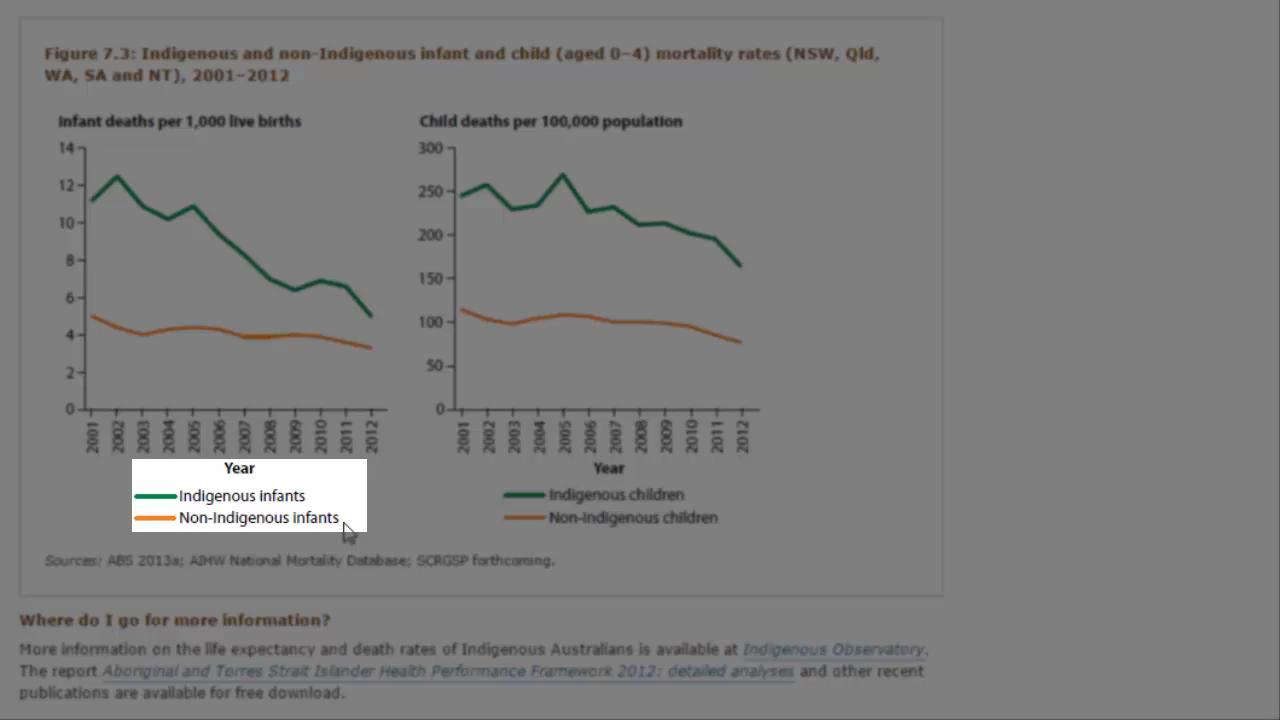 Figure 7.3: Indigenous and non-Indigenous infant and child (aged 0–4) mortality rates (NSW, Qld,
WA, SA and NT), 2001–2012
Infant deaths per 1,000 live births
14
12
10
8
6
4
2
0
2001
2002
2003
2004
2005
2006
2007
2008
2009
2010
2011
2012
Year
Indigenous infants
Non-Indigenous infants
Child deaths per 100,000 population
300
250
200
150
100
50
0
2001
2002
2003
2004
2005
2006
2007
2008
2009
2010
2011
2012
Year
Indigenous children
Non-Indigenous children
Sources: ABS 2013a; AIHW National Mortality Database; SCRGSP forthcoming.
Where do I go for more information?
More information on the life expectancy and death rates of Indigenous Australians is available at Indigenous Observatory.
The report Aboriginal and Torres Strait Islander Health Performance Framework 2012: detailed analyses and other recent
publications are available for free download.